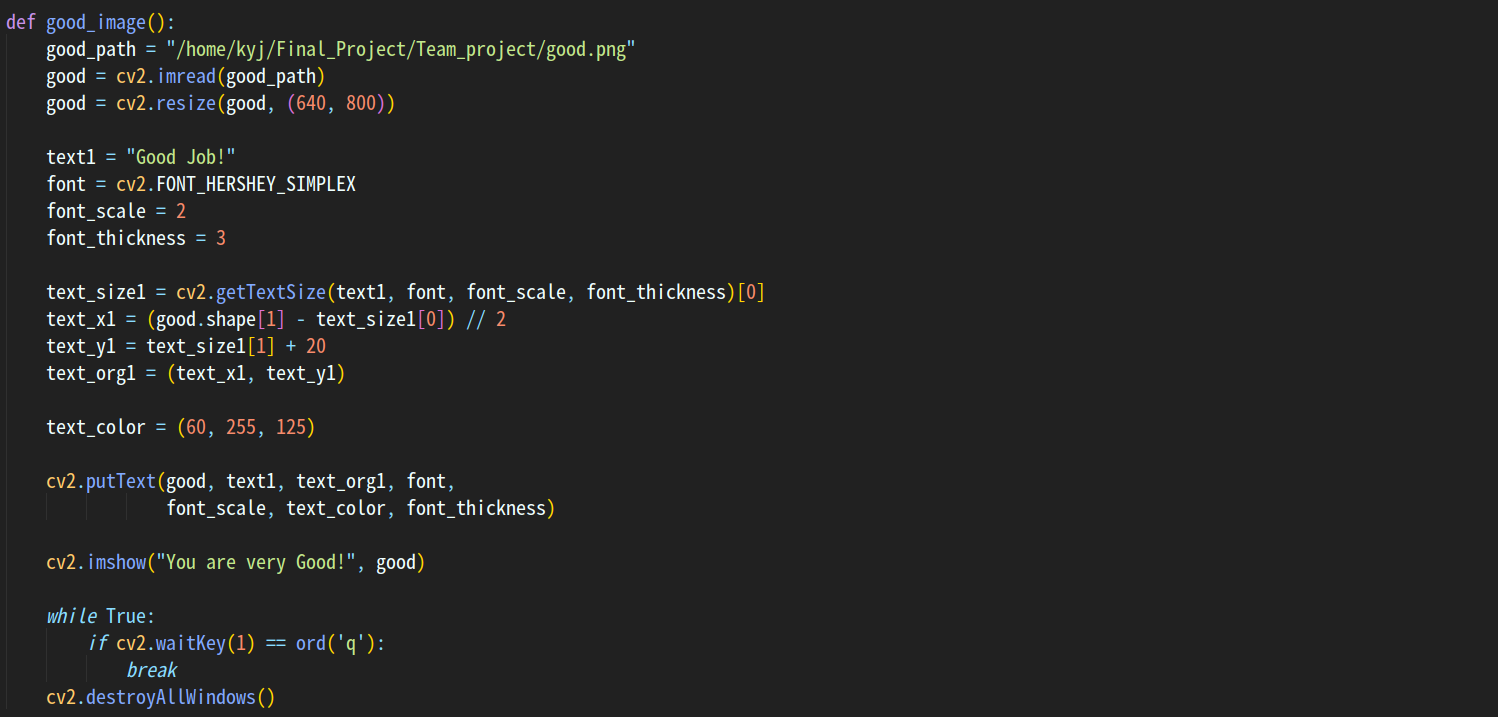 def good_image():
    good_path = "/home/kyj/Final_Project/Team_project/good.png"
    good = cv2.imread(good_path)
    good = cv2.resize(good, (640, 800))

    text1 = "Good Job!"
    font = cv2.FONT_HERSHEY_SIMPLEX
    font_scale = 2
    font_thickness = 3

    text_size1 = cv2.getTextSize(text1, font, font_scale, font_thickness)[0]
    text_x1 = (good.shape[1] - text_size1[0]) // 2
    text_y1 = text_size1[1] + 20
    text_org1 = (text_x1, text_y1)

    text_color = (60, 255, 125)

    cv2.putText(good, text1, text_org1, font,
                font_scale, text_color, font_thickness)

    cv2.imshow("You are very Good!", good)

    while True:
        if cv2.waitKey(1) == ord('q'):
            break
    cv2.destroyAllWindows()